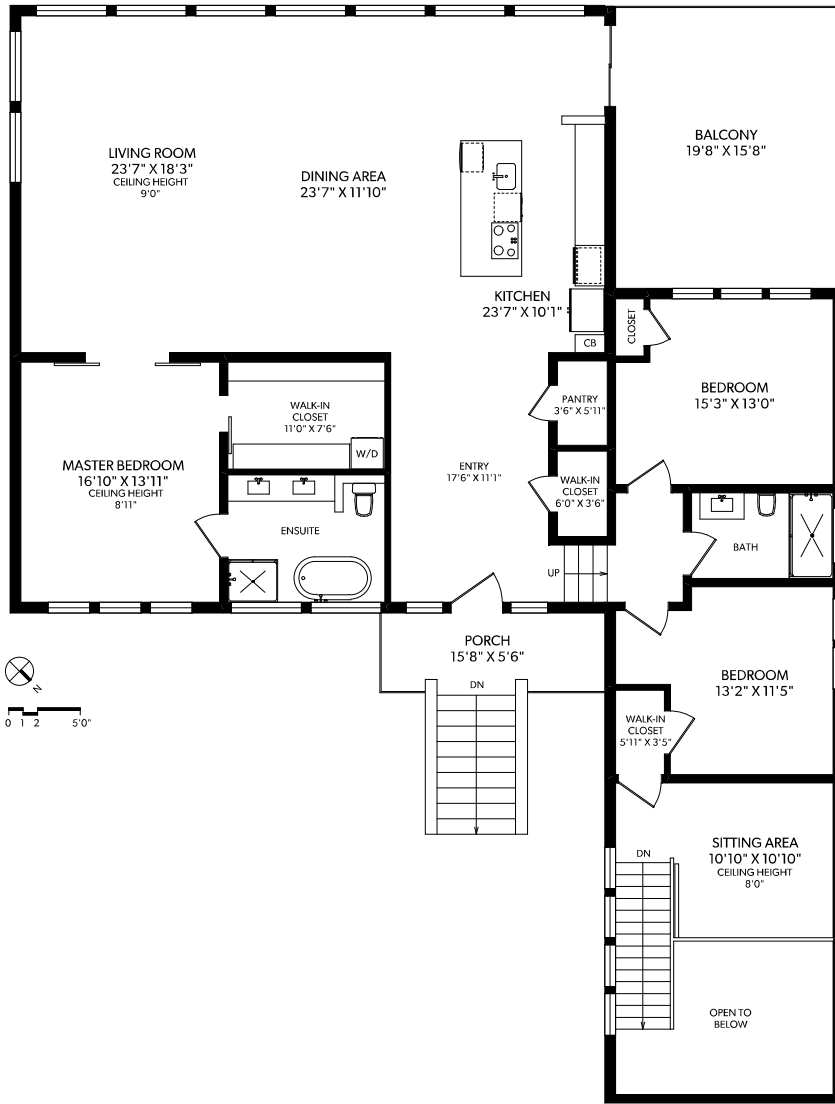 LIVING ROOM
23'7" X 18'3"
CEILING HEIGHT
9'0"
DINING AREA
23'7" X 11'10"
BALCONY
19'8" X 15'8"
KITCHEN
23'7" X 10'1"
CB
CLOSET
BEDROOM
15'3" X 13'0"
PANTRY
3'6" X 5'11"
WALK-IN
CLOSET
11'0" X 7'6"
W/D
MASTER BEDROOM
16'10" X 13'11"
CEILING HEIGHT
8'11"
ENTRY
17'6" X 11'1"
WALK-IN
CLOSET
6'0" X 3'6"
ENSUITE
BATH
UP
PORCH
15'8" X 5'6"
DN
BEDROOM
13'2" X 11'5"
N
0 1 2 5'0"
WALK-IN
CLOSET
5'11" X 3'5"
SITTING AREA
10'10" X 10'10"
CEILING HEIGHT
8'0"
DN
OPEN TO
BELOW